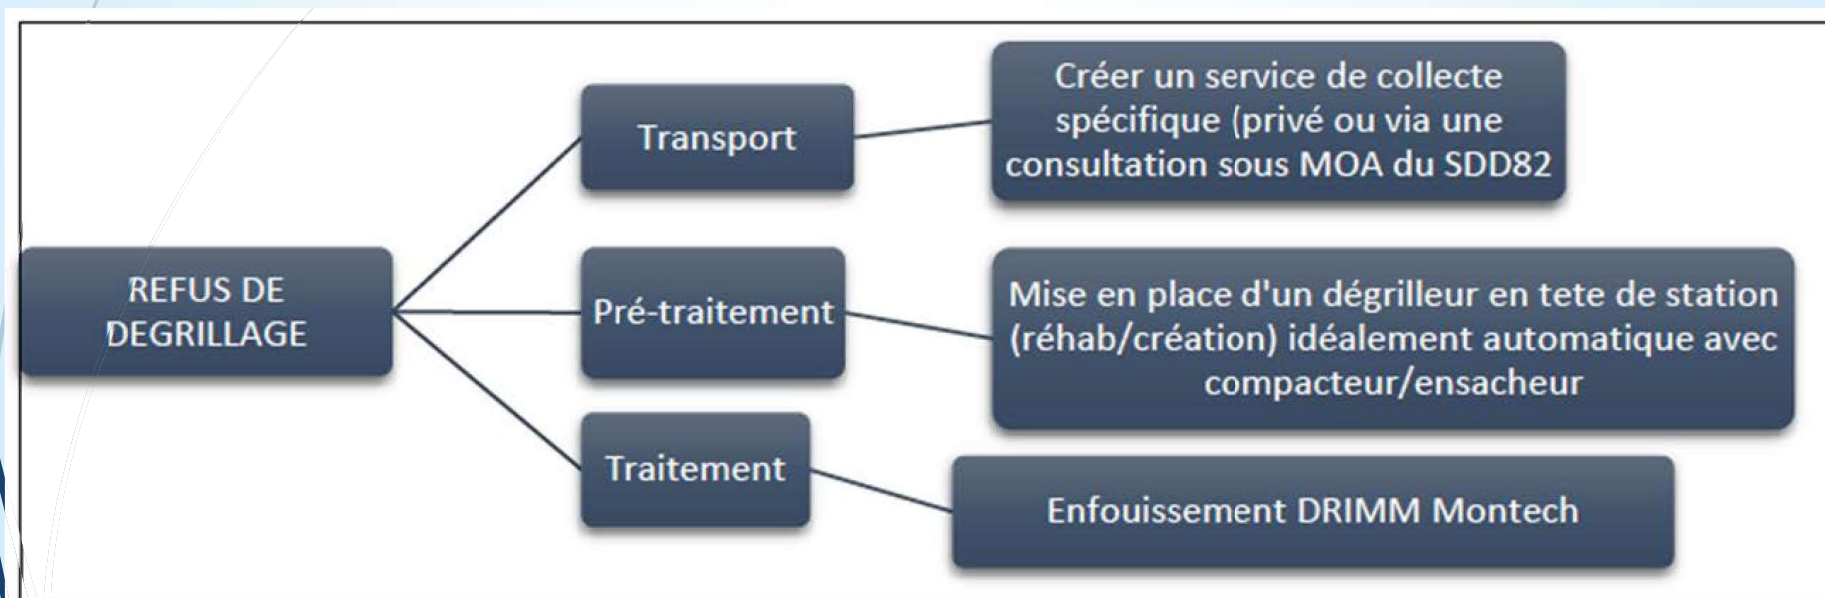 REFUS DE
DEGRILLAGE
Transport
Créer un service de collecte
spécifique (privé ou via une
consultation sous MOA du SDD82
Pré-traitement
Mise en place d'un dégrilleur en tete de station
(réhab/création) idéalement automatique avec
compacteur/ensacheur
Traitement
Enfouissement DRIMM Montech